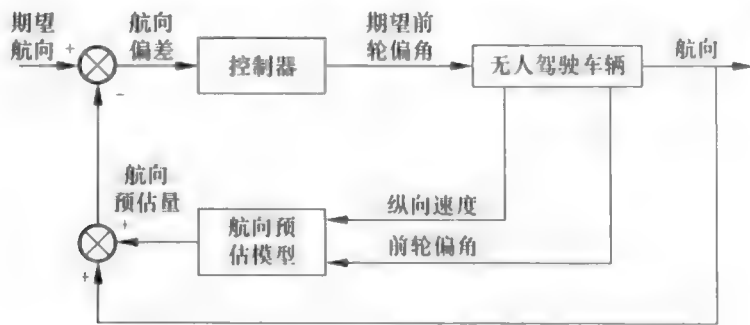 期望
航向
+
航向
偏差
控制器
期望前
轮偏角
无人驾驶车辆
航向
-
航向
预估量
+
航向预
估模型
纵向速度
前轮偏角
+